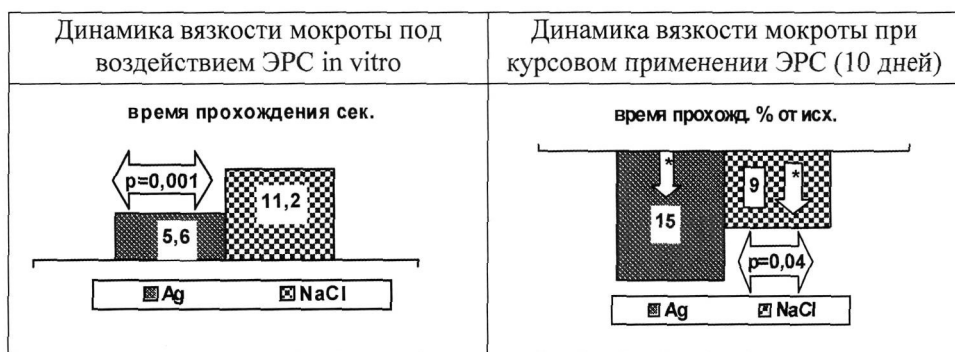 Динамика вязкости мокроты под
воздействием ЭРС in vitro
время прохождения сек.
p=0,001
11,2
5,6
Ag NaCl
Динамика вязкости мокроты при
курсовом применении ЭРС (10 дней)
время прохожд. % от исх.
* *
9
15
p=0,04
Ag NaCl